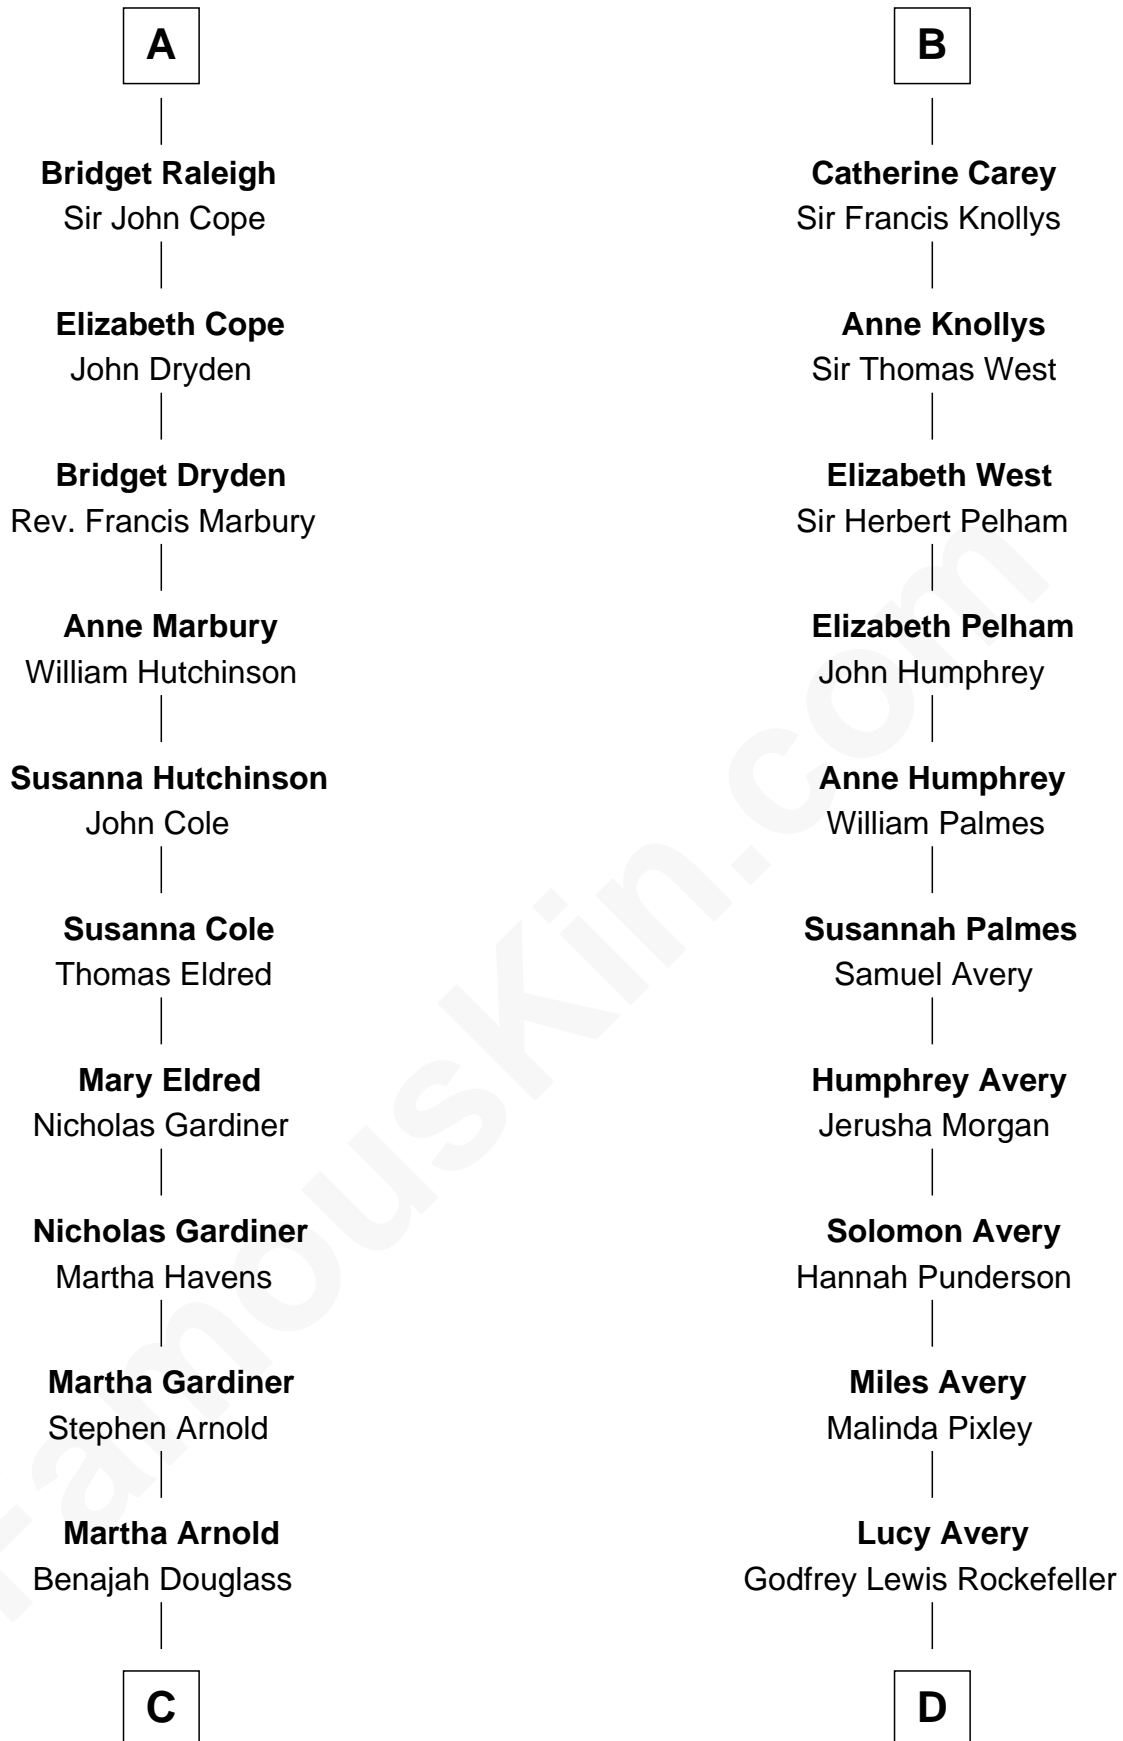 A
Bridget Raleigh
Sir John Cope
Elizabeth Cope
John Dryden
Bridget Dryden
Rev. Francis Marbury
Anne Marbury
William Hutchinson
Susanna Hutchinson
John Cole
Susanna Cole
Thomas Eldred
Mary Eldred
Nicholas Gardiner
Nicholas Gardiner
Martha Havens
Martha Gardiner
Stephen Arnold
Martha Arnold
Benajah Douglass
C
B
Catherine Carey
Sir Francis Knollys
Anne Knollys
Sir Thomas West
Elizabeth West
Sir Herbert Pelham
Elizabeth Pelham
John Humphrey
Anne Humphrey
William Palmes
Susannah Palmes
Samuel Avery
Humphrey Avery
Jerusha Morgan
Solomon Avery
Hannah Punderson
Miles Avery
Malinda Pixley
Lucy Avery
Godfrey Lewis Rockefeller
D
FamousKin.com